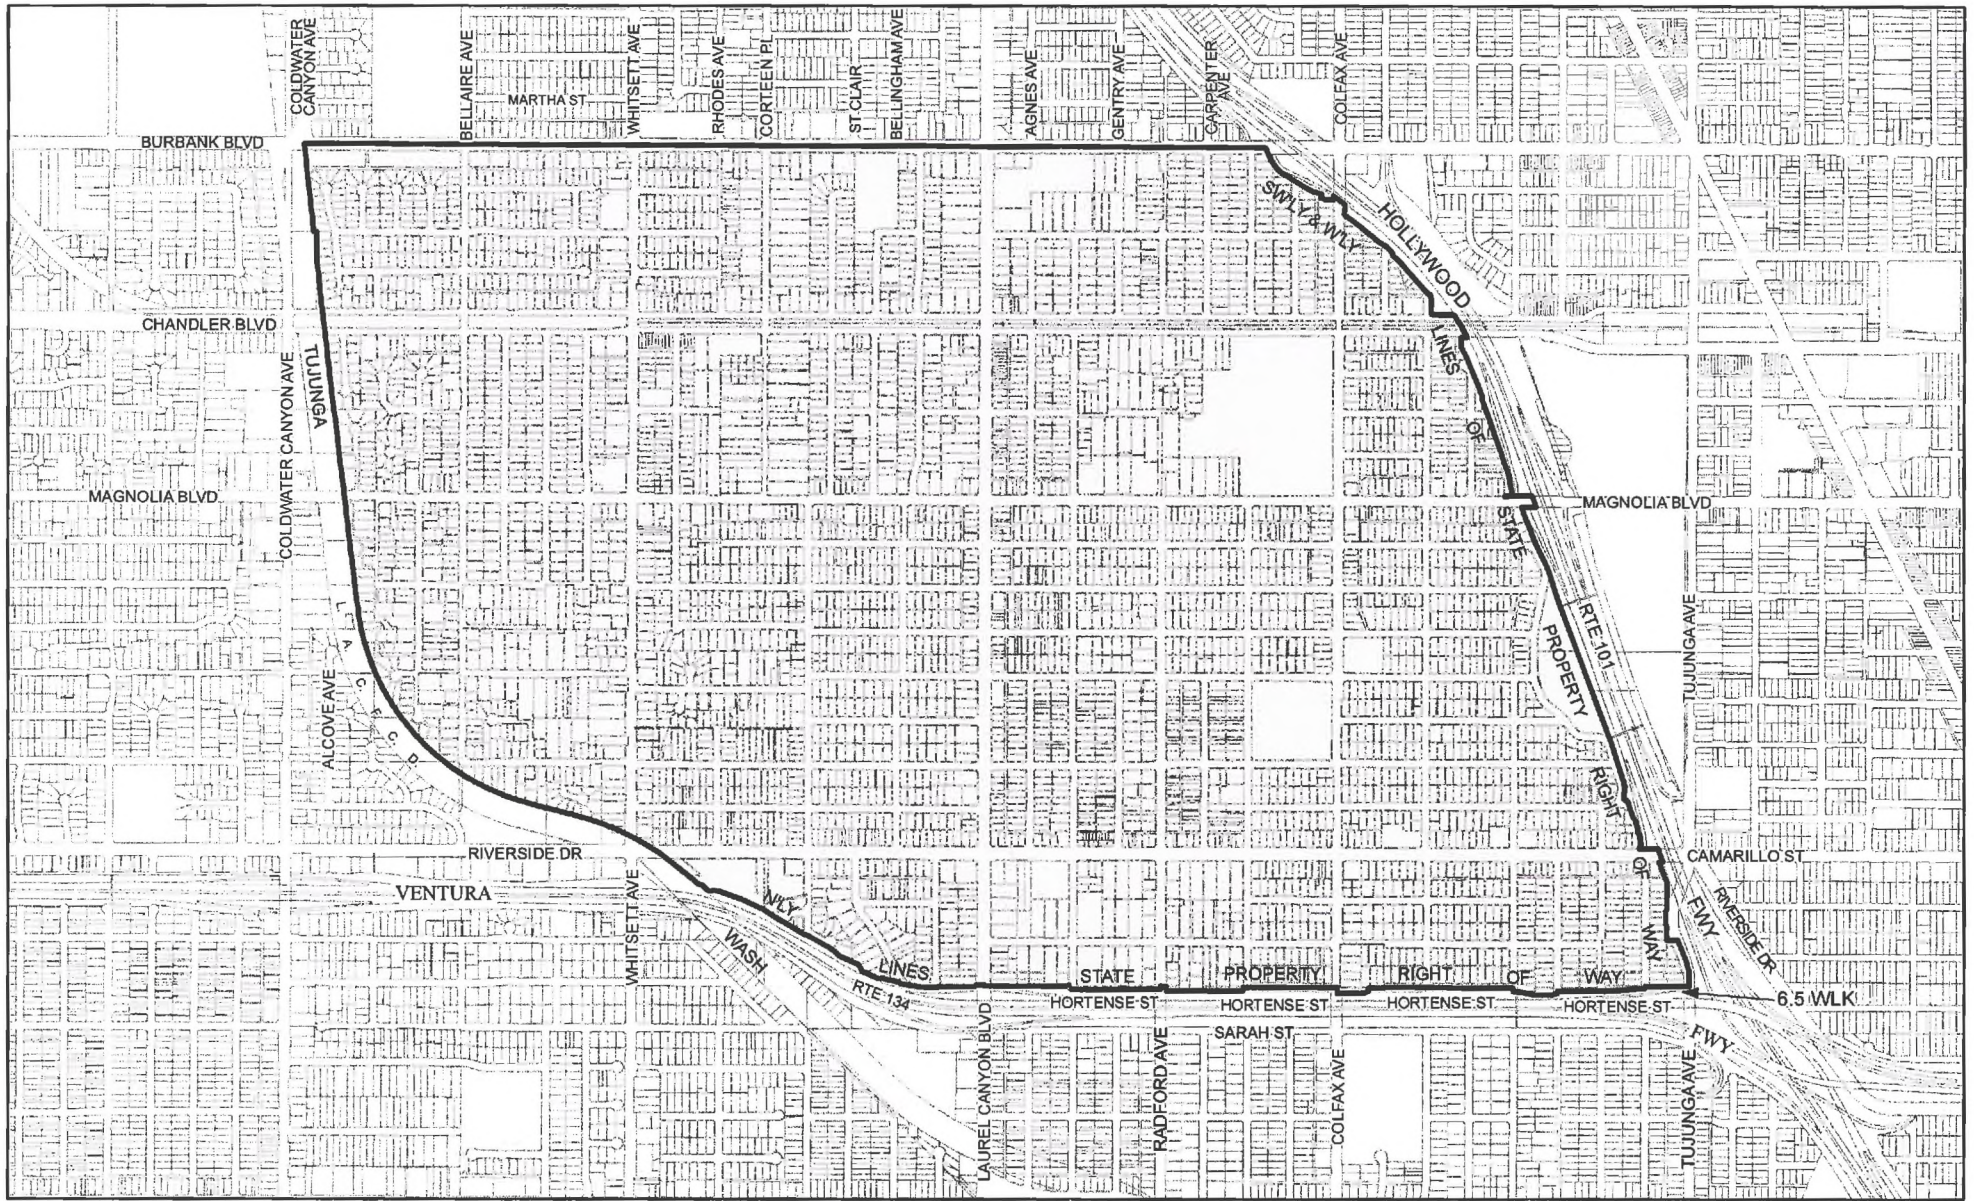 COLDWATER
CANYON AVE
BELLAIRE AVE
MARTHA ST
WHITSETT AVE
RHODES AVE
CORTEEN PL
ST CLAIR
BELLINGHAM AVE
AGNES AVE
GENTRY AVE
CARPENTER
AVE
COLFAX AVE
BURBANK BLVD
SW'LY & W'LY
HOLLYWOOD
CHANDLER BLVD
LINES
TUJUNGA
COLDWATER CANYON AVE
OF
MAGNOLIA BLVD
MAGNOLIA BLVD
STATE
RTE 101
L A C F C D
PROPERTY
TUJUNGA AVE
ALCOVE AVE
RIGHT
RIVERSIDE DR
OF
CAMARILLO ST
VENTURA
WHITSETT AVE
N'LY
FWY
RIVERSIDE DR
WASH
WAY
LINES
STATE PROPERTY RIGHT OF WAY
RTE 134
HORTENSE ST
HORTENSE ST
HORTENSE ST
HORTENSE ST
6.5 WLK
LAUREL CANYON BLVD
RADFORD AVE
SARAH ST
FWY
COLFAX AVE
TUJUNGA AVE